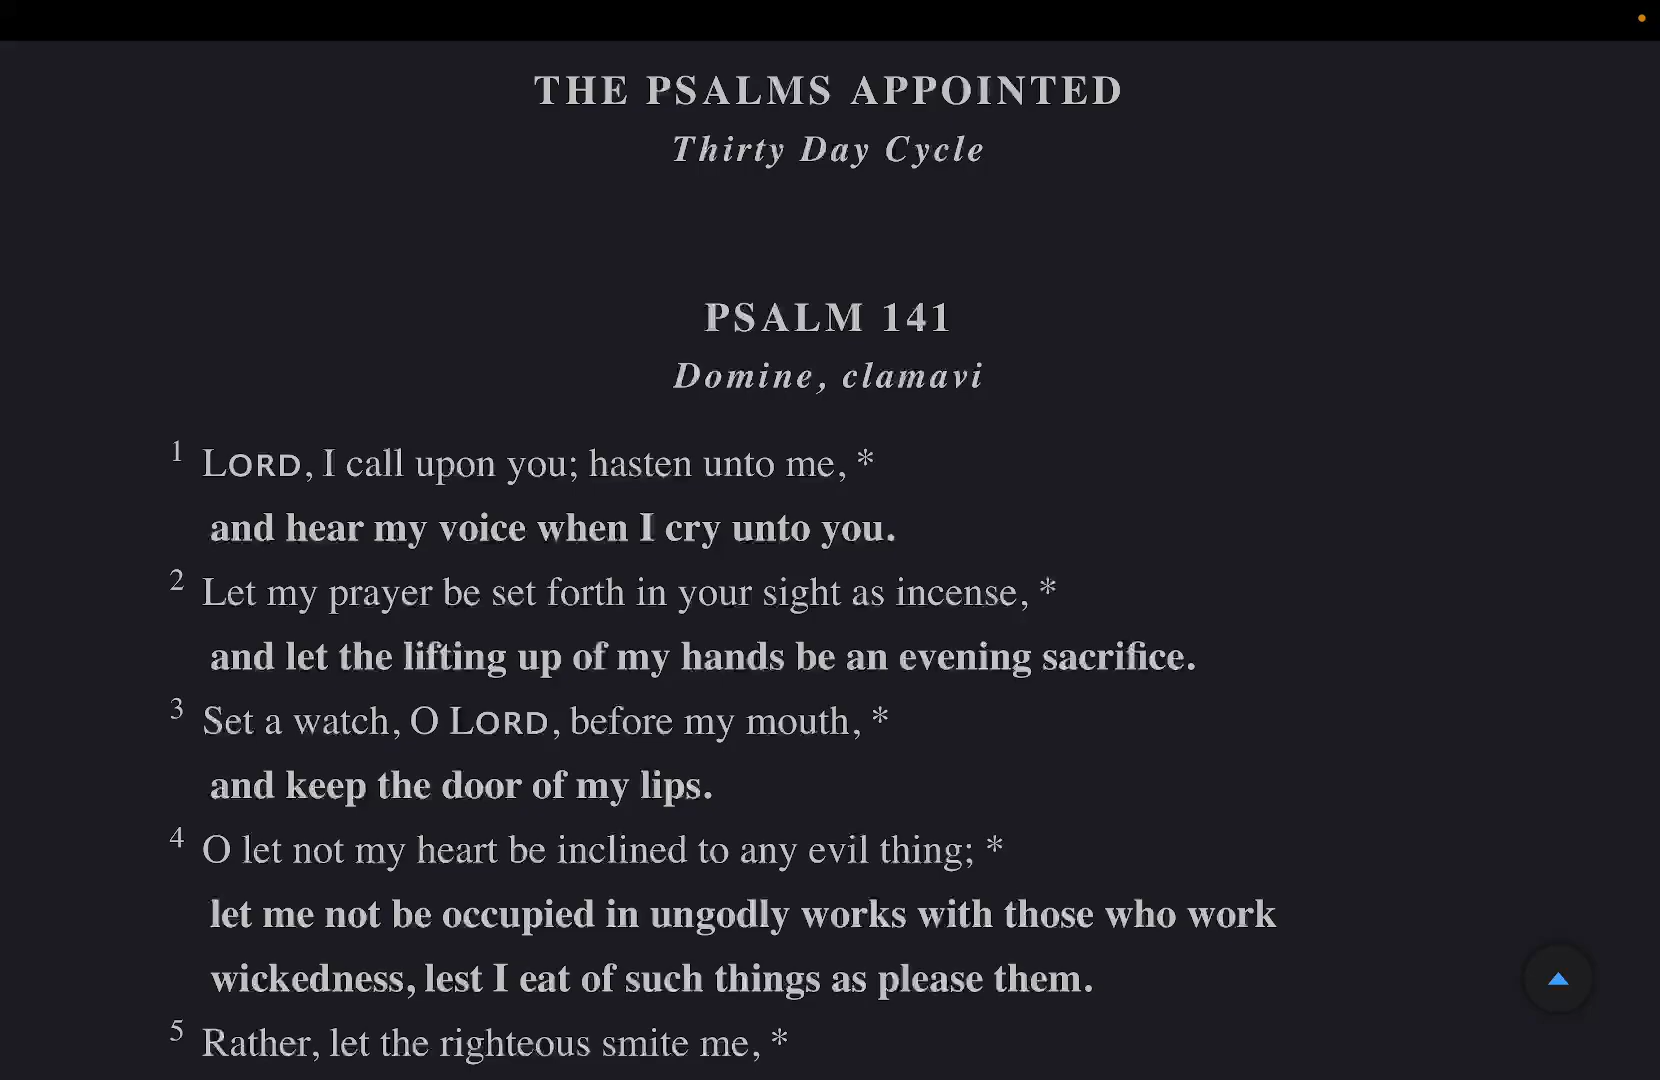 THE PSALMS APPOINTED
Thirty Day Cycle
PSALM 141
Domine, clamavi
1 LORD, I call upon you; hasten unto me, *
and hear my voice when I cry unto you.
2 Let my prayer be set forth in your sight as incense, *
and let the lifting up of my hands be an evening sacrifice.
3 Set a watch, O LORD, before my mouth, *
and keep the door of my lips.
4 O let not my heart be inclined to any evil thing; *
let me not be occupied in ungodly works with those who work
wickedness, lest I eat of such things as please them.
5 Rather, let the righteous smite me, *